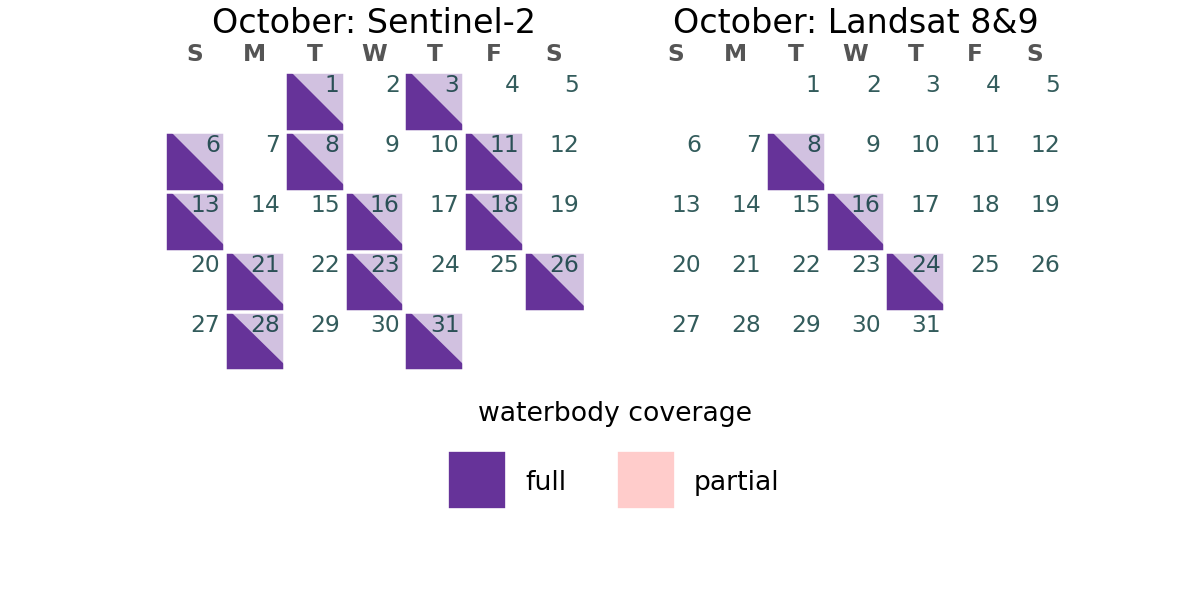 October: Sentinel-2
S M T W T F S
1 2 3 4 5
6 7 8 9 10 11 12
13 14 15 16 17 18 19
20 21 22 23 24 25 26
27 28 29 30 31
October: Landsat 8&9
S M T W T F S
1 2 3 4 5
6 7 8 9 10 11 12
13 14 15 16 17 18 19
20 21 22 23 24 25 26
27 28 29 30 31
waterbody coverage
full partial